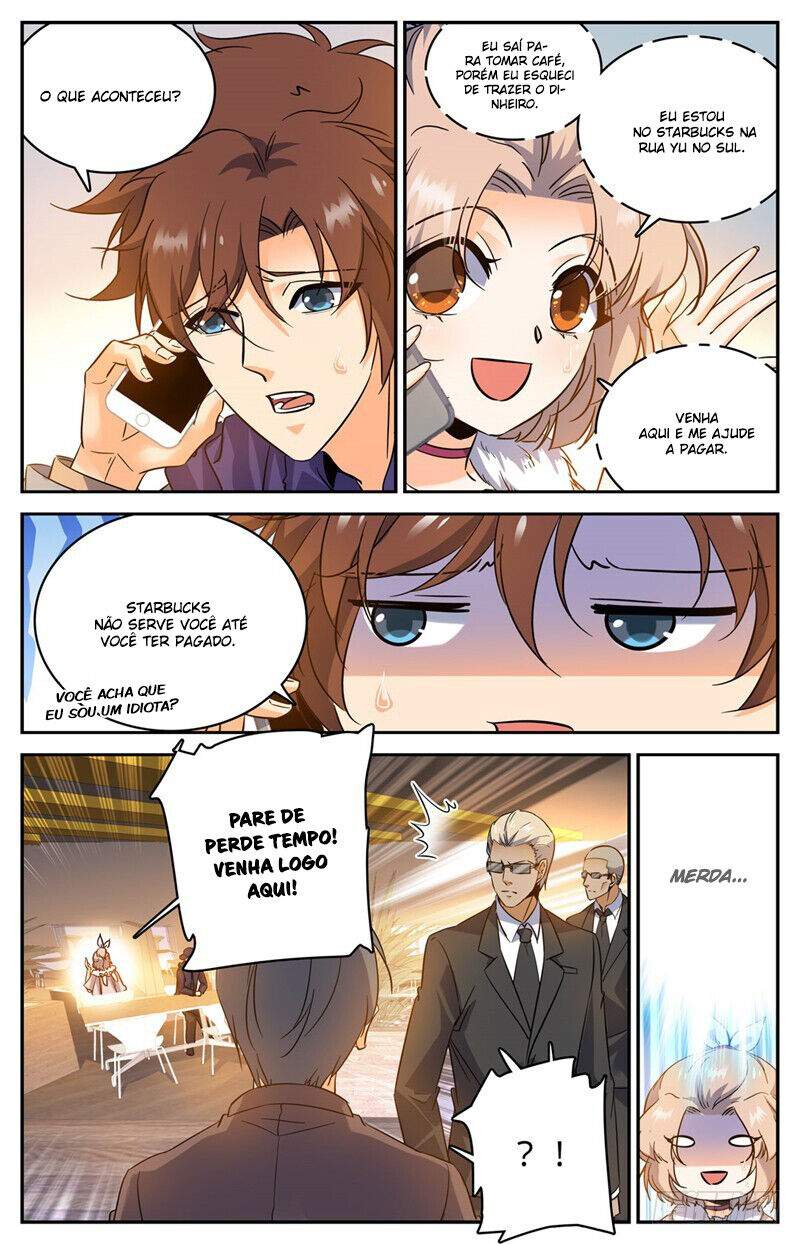 O QUE ACONTECEU?
EU SAÍ PA-
RA TOMAR CAFÉ,
PORÉM EU ESQUECI
DE TRAZER O DI-
NHEIRO.
EU ESTOU
NO STARBUCKS NA
RUA YU NO SUL.
VENHA
AQUI E ME AJUDE
A PAGAR.
STARBUCKS
NÃO SERVE VOCÊ ATÉ
VOCÊ TER PAGADO.
VOCÊ ACHA QUE
EU SOU UM IDIOTA?
PARE DE
PERDE TEMPO!
VENHA LOGO
AQUI!
MERDA...
?!